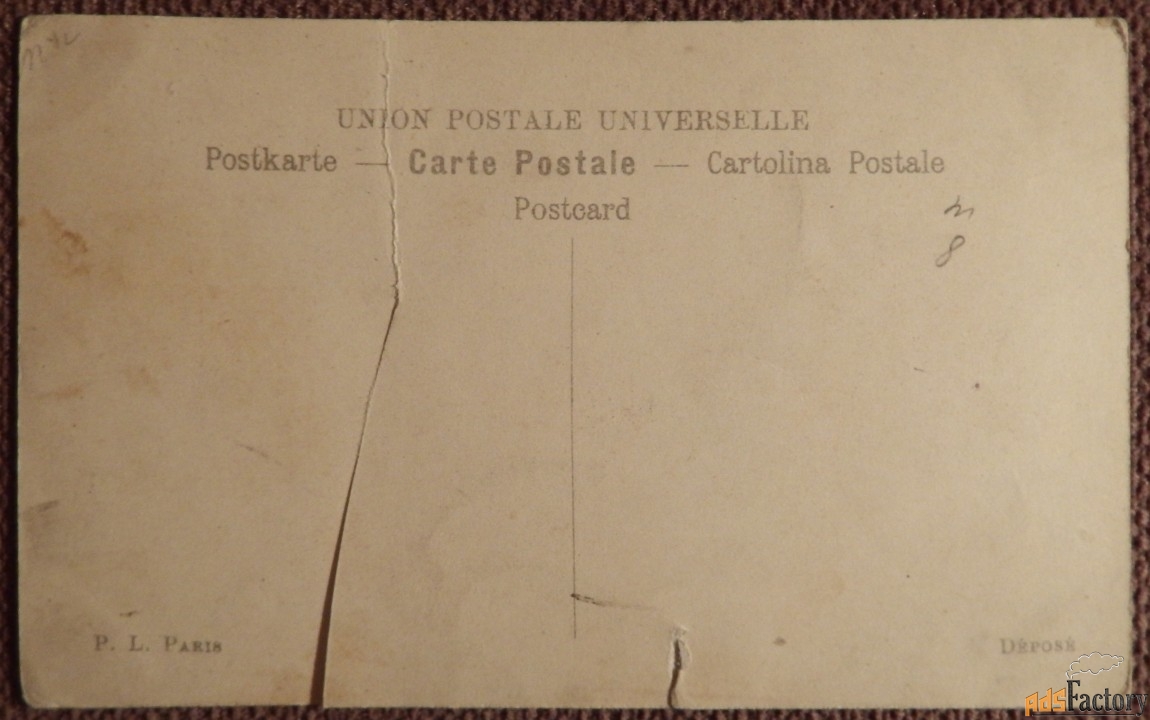 UNION POSTALE UNIVERSELLE
Postkarte — Carte Postale — Cartolina Postale
Postcard
8
P. L. PARIS
DÉPOSÉ
AdsFactory